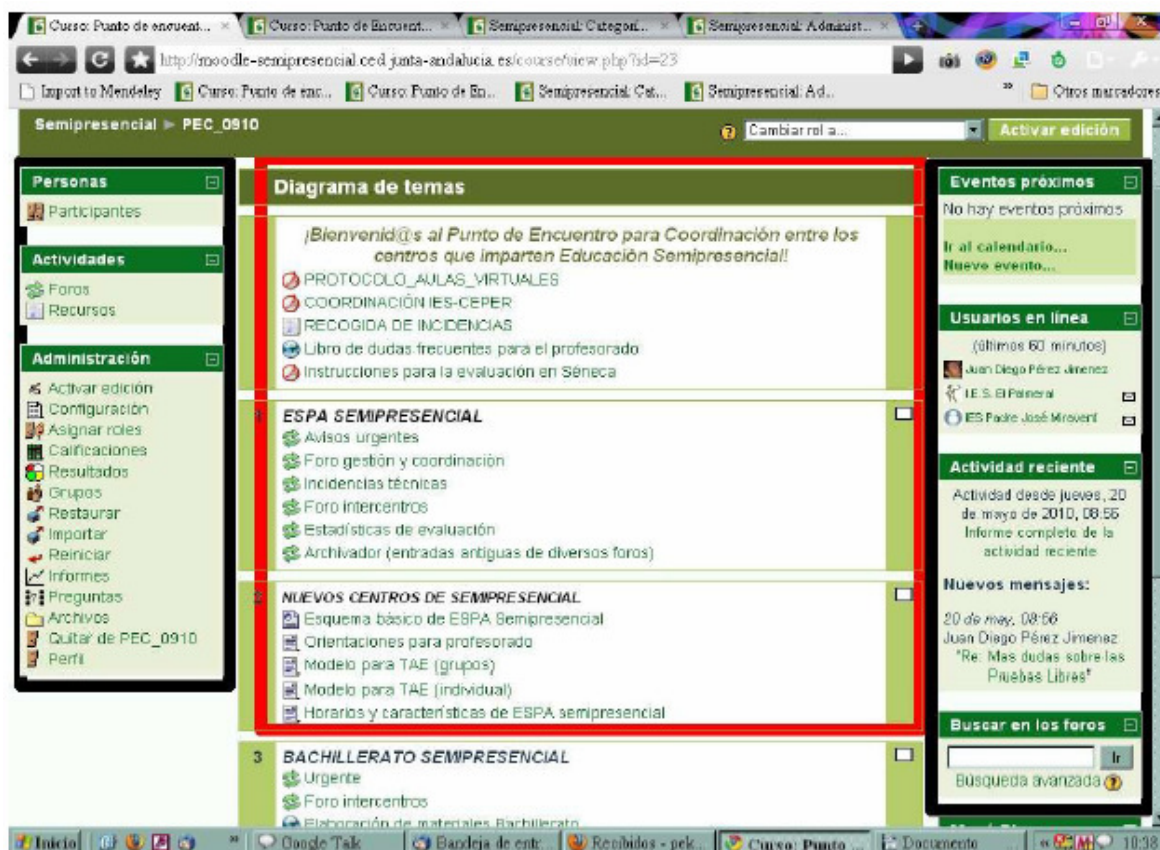 Curso: Punto de encuent...
Curso: Punto de Encuent...
Semipresencial: Categorí...
Semipresencial: Administ...
http://moodle-semipresencial.ced.junta-andalucia.es/course/view.php?id=23
Import to Mendeley
Curso: Punto de enc...
Curso: Punto de En...
Semipresencial: Cat...
Semipresencial: Ad...
»
Otros marcadores
Semipresencial ► PEC_0910
Cambiar rol a...
Activar edición
Personas
Participantes
Actividades
Foros
Recursos
Administración
Activar edición
Configuración
Asignar roles
Calificaciones
Resultados
Grupos
Restaurar
Importar
Reiniciar
Informes
Preguntas
Archivos
Quitar de PEC_0910
Perfil
Diagrama de temas
¡Bienvenid@s al Punto de Encuentro para Coordinación entre los
centros que imparten Educación Semipresencial!
PROTOCOLO_AULAS_VIRTUALES
COORDINACIÓN IES-CEPER
RECOGIDA DE INCIDENCIAS
Libro de dudas frecuentes para el profesorado
Instrucciones para la evaluación en Séneca
1 ESPA SEMIPRESENCIAL
Avisos urgentes
Foro gestión y coordinación
Incidencias técnicas
Foro intercentros
Estadísticas de evaluación
Archivador (entradas antiguas de diversos foros)
2 NUEVOS CENTROS DE SEMIPRESENCIAL
Esquema básico de ESPA Semipresencial
Orientaciones para profesorado
Modelo para TAE (grupos)
Modelo para TAE (individual)
Horarios y características de ESPA semipresencial
3 BACHILLERATO SEMIPRESENCIAL
Urgente
Foro intercentros
Elaboración de materiales Bachillerato
Eventos próximos
No hay eventos próximos
Ir al calendario...
Nuevo evento...
Usuarios en línea
(últimos 60 minutos)
Juan Diego Pérez Jimenez
I.E.S. El Palmeral
IES Padre José Miravent
Actividad reciente
Actividad desde jueves, 20
de mayo de 2010, 08:56
Informe completo de la
actividad reciente
Nuevos mensajes:
20 de may, 08:56
Juan Diego Pérez Jimenez
"Re: Mas dudas sobre las
Pruebas Libres"
Buscar en los foros
Ir
Búsqueda avanzada
Inicio
»
Google Talk
Bandeja de entr...
Recibidos - pek...
Curso: Punto ...
Documento
«
10:38